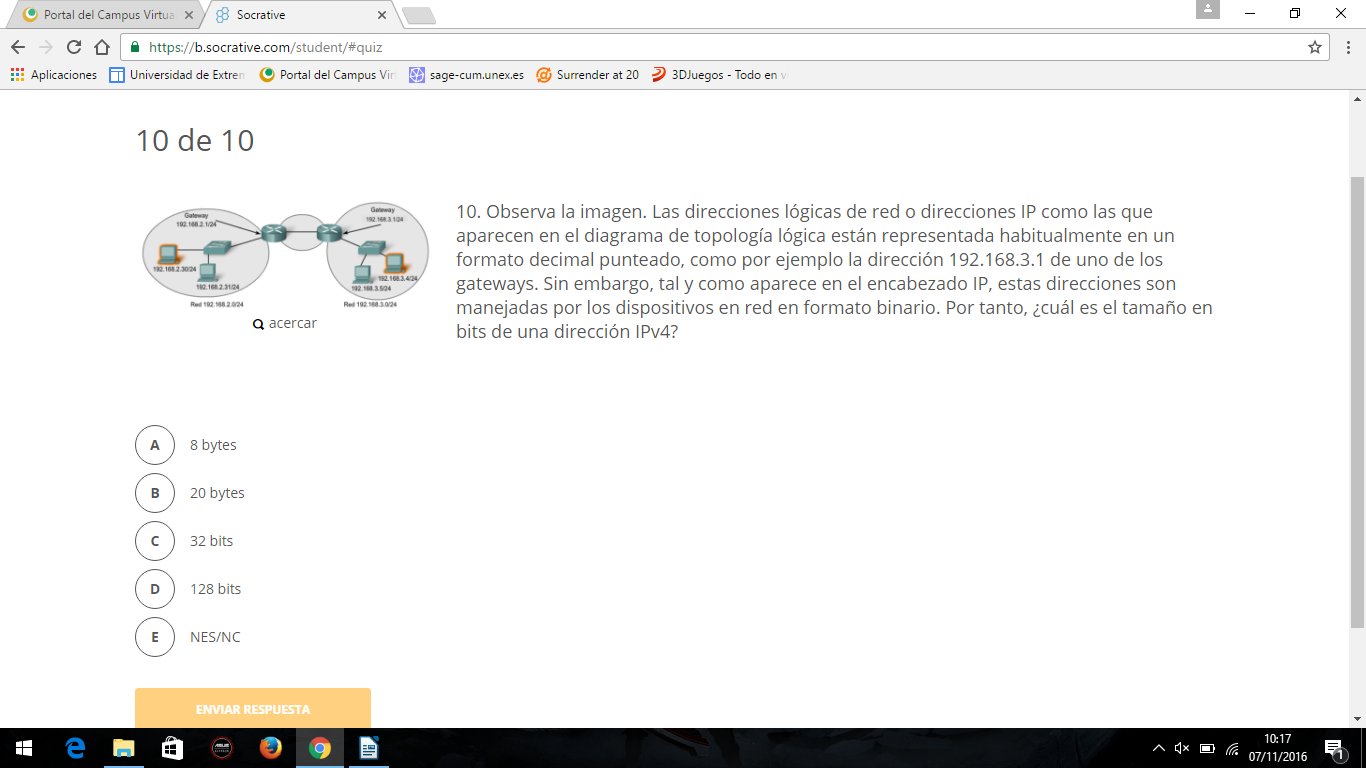 Portal del Campus Virtua
Socrative
https://b.socrative.com/student/#quiz
Aplicaciones
Universidad de Extren
Portal del Campus Vir
sage-cum.unex.es
Surrender at 20
3DJuegos - Todo en v
10 de 10
Gateway
192.168.2.1/24
Gateway
192.168.3.1/24
192.168.2.30/24
192.168.2.31/24
192.168.3.4/24
192.168.3.5/24
Red 192.168.2.0/24
Red 192.168.3.0/24
acercar
10. Observa la imagen. Las direcciones lógicas de red o direcciones IP como las que
aparecen en el diagrama de topología lógica están representada habitualmente en un
formato decimal punteado, como por ejemplo la dirección 192.168.3.1 de uno de los
gateways. Sin embargo, tal y como aparece en el encabezado IP, estas direcciones son
manejadas por los dispositivos en red en formato binario. Por tanto, ¿cuál es el tamaño en
bits de una dirección IPv4?
A 8 bytes
B 20 bytes
C 32 bits
D 128 bits
E NES/NC
ENVIAR RESPUESTA
10:17
07/11/2016
1